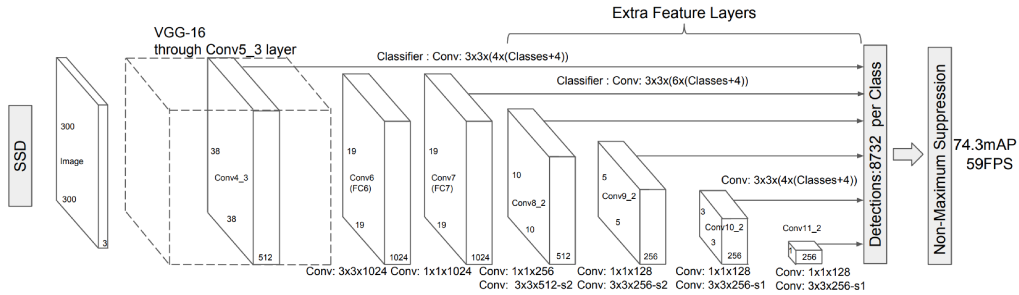 Extra Feature Layers
VGG-16
through Conv5_3 layer
Classifier : Conv: 3x3x(4x(Classes+4))
Classifier : Conv: 3x3x(6x(Classes+4))
SSD
300
Image
300
3
38
Conv4_3
38
512
19
Conv6
(FC6)
19
1024
19
Conv7
(FC7)
19
1024
10
Conv8_2
10
512
5
Conv9_2
5
256
Conv: 3x3x(4x(Classes+4))
3
Conv10_2
3
256
Conv11_2
1
256
Detections:8732 per Class
Non-Maximum Suppression
74.3mAP
59FPS
Conv: 3x3x1024
Conv: 1x1x1024
Conv: 1x1x256
Conv: 3x3x512-s2
Conv: 1x1x128
Conv: 3x3x256-s2
Conv: 1x1x128
Conv: 3x3x256-s1
Conv: 1x1x128
Conv: 3x3x256-s1